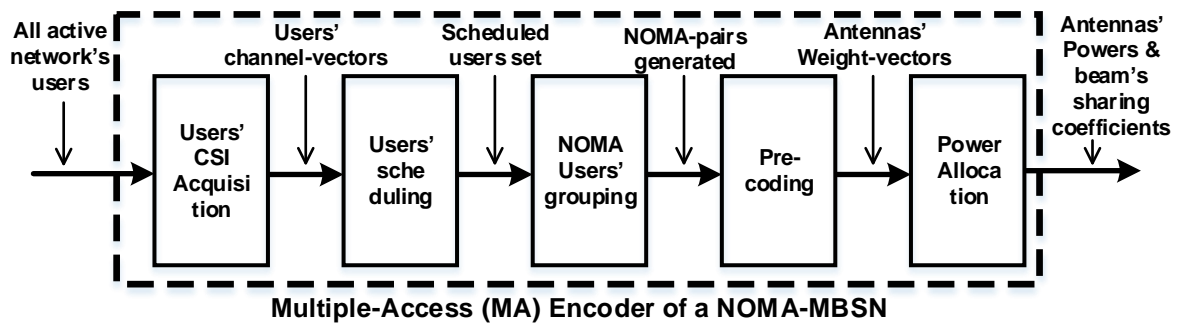 All active
network's
users
Users'
channel-vectors
Scheduled
users set
NOMA-pairs
generated
Antennas'
Weight-vectors
Antennas'
Powers &
beam's
sharing
coefficients
Users'
CSI
Acquisi
tion
Users'
sche
duling
NOMA
Users'
grouping
Pre-
coding
Power
Alloca
tion
Multiple-Access (MA) Encoder of a NOMA-MBSN